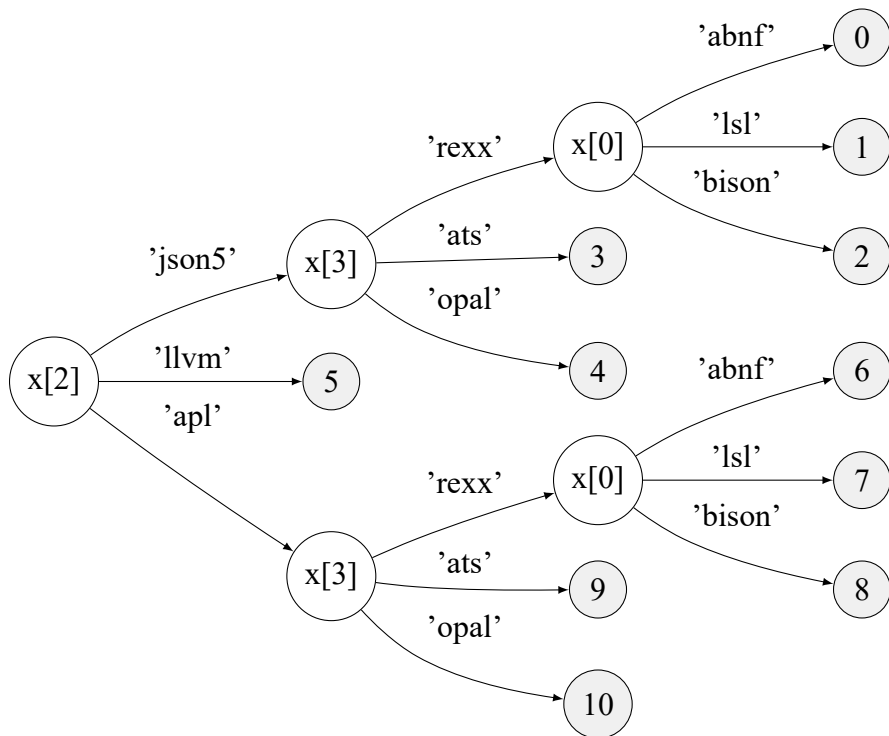 ’abnf’
0
’lsl’
’rexx’
x[0]
1
’bison’
’ats’
’json5’
x[3]
3
2
’opal’
’llvm’
’abnf’
x[2]
5
4
6
’apl’
’lsl’
’rexx’
x[0]
7
’bison’
’ats’
x[3]
9
8
’opal’
10